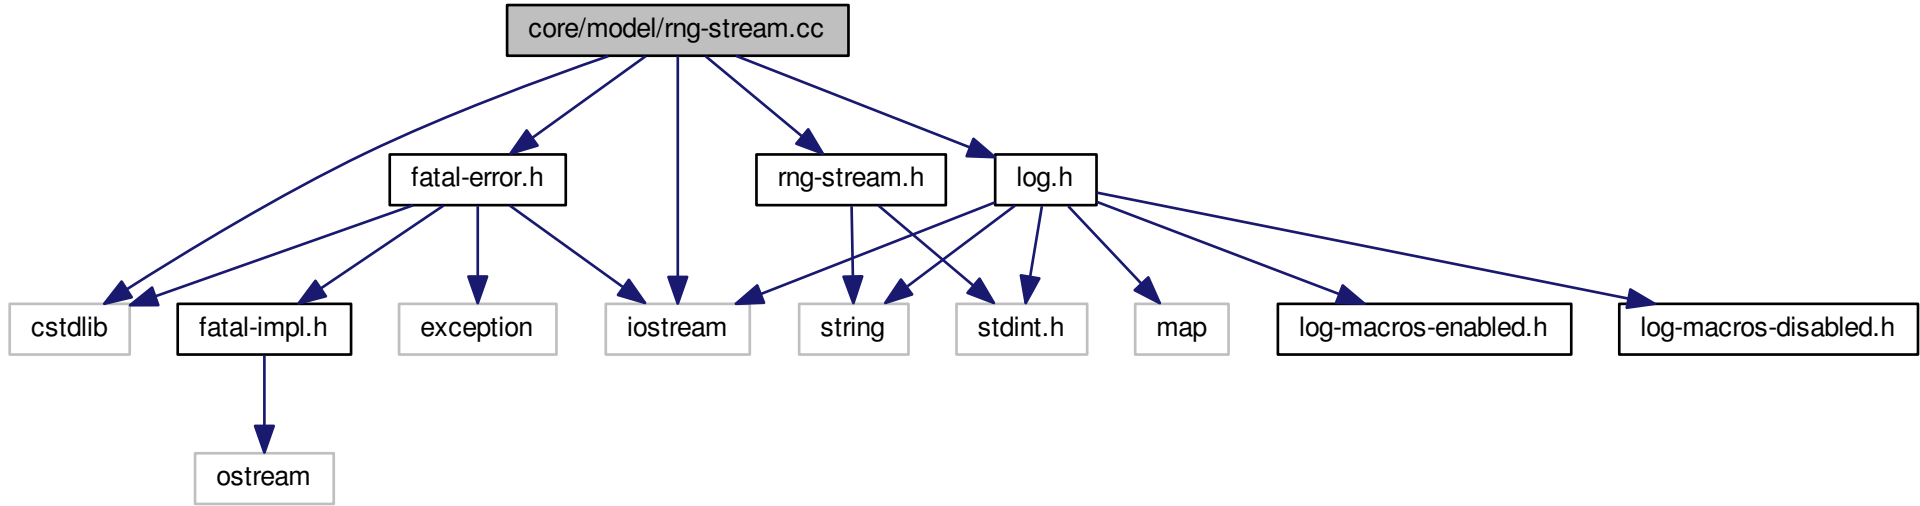 core/model/rng-stream.cc
fatal-error.h
rng-stream.h
log.h
cstdlib
fatal-impl.h
exception
iostream
string
stdint.h
map
log-macros-enabled.h
log-macros-disabled.h
ostream